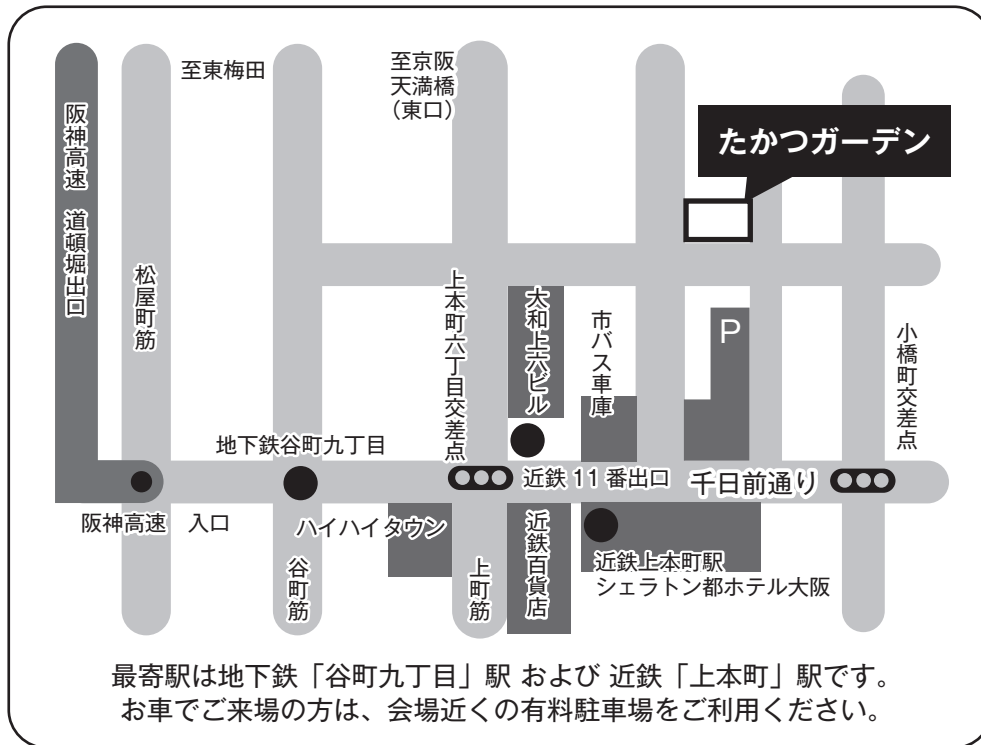 至東梅田
至京阪
天満橋
（東口）
たかつガーデン
阪神高速　道頓堀出口
松屋町筋
上本町六丁目交差点
大和上六ビル
市バス車庫
P
小橋町交差点
地下鉄谷町九丁目
近鉄 11 番出口
千日前通り
阪神高速　入口
ハイハイタウン
谷町筋
上町筋
近鉄百貨店
近鉄上本町駅
シェラトン都ホテル大阪
最寄駅は地下鉄「谷町九丁目」駅 および 近鉄「上本町」駅です。
お車でご来場の方は、会場近くの有料駐車場をご利用ください。